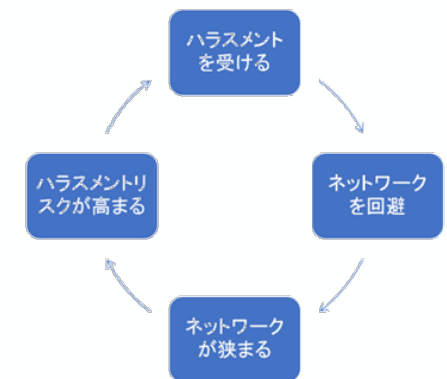 ハラスメント
を受ける
ネットワーク
を回避
ネットワーク
が狭まる
ハラスメントリ
スクが高まる